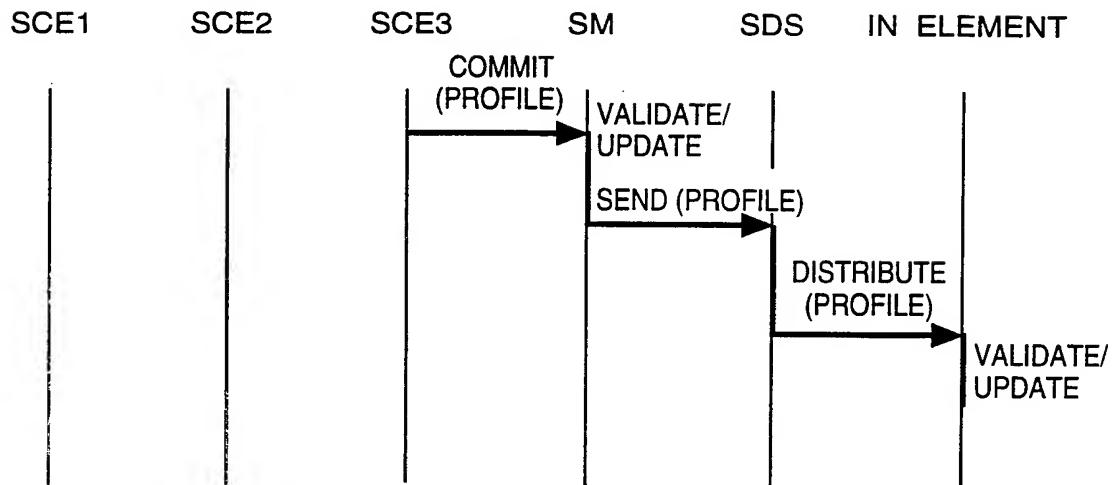 SCE1 SCE2 SCE3 SM SDS IN ELEMENT
COMMIT
(PROFILE)
VALIDATE/
UPDATE
SEND (PROFILE)
DISTRIBUTE
(PROFILE)
VALIDATE/
UPDATE